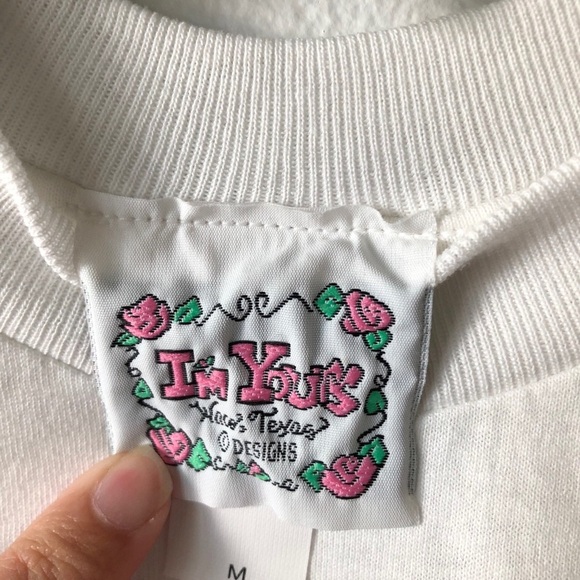 I'm Yours
Waco, Texas
© DESIGNS
M